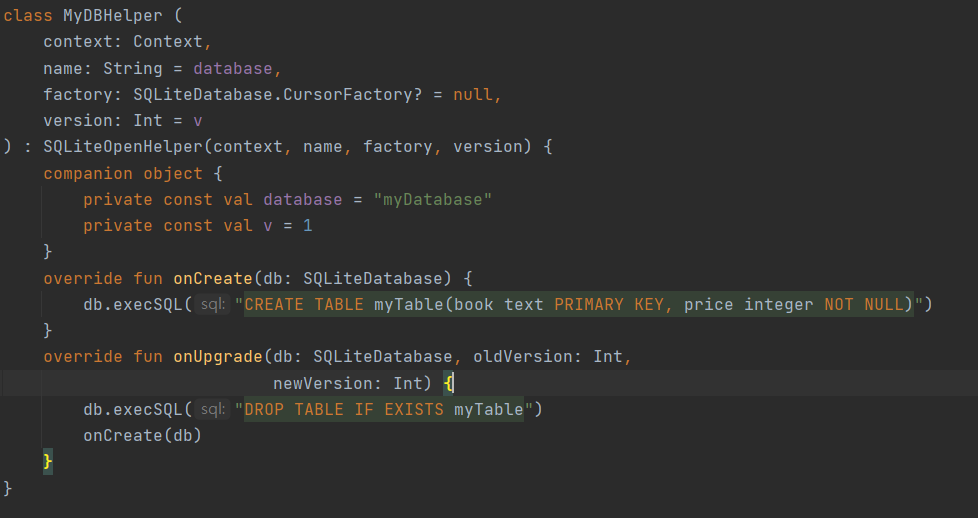 class MyDBHelper (
    context: Context,
    name: String = database,
    factory: SQLiteDatabase.CursorFactory? = null,
    version: Int = v
) : SQLiteOpenHelper(context, name, factory, version) {
    companion object {
        private const val database = "myDatabase"
        private const val v = 1
    }
    override fun onCreate(db: SQLiteDatabase) {
        db.execSQL( sql: "CREATE TABLE myTable(book text PRIMARY KEY, price integer NOT NULL)")
    }
    override fun onUpgrade(db: SQLiteDatabase, oldVersion: Int,
                           newVersion: Int) {
        db.execSQL( sql: "DROP TABLE IF EXISTS myTable")
        onCreate(db)
    }
}